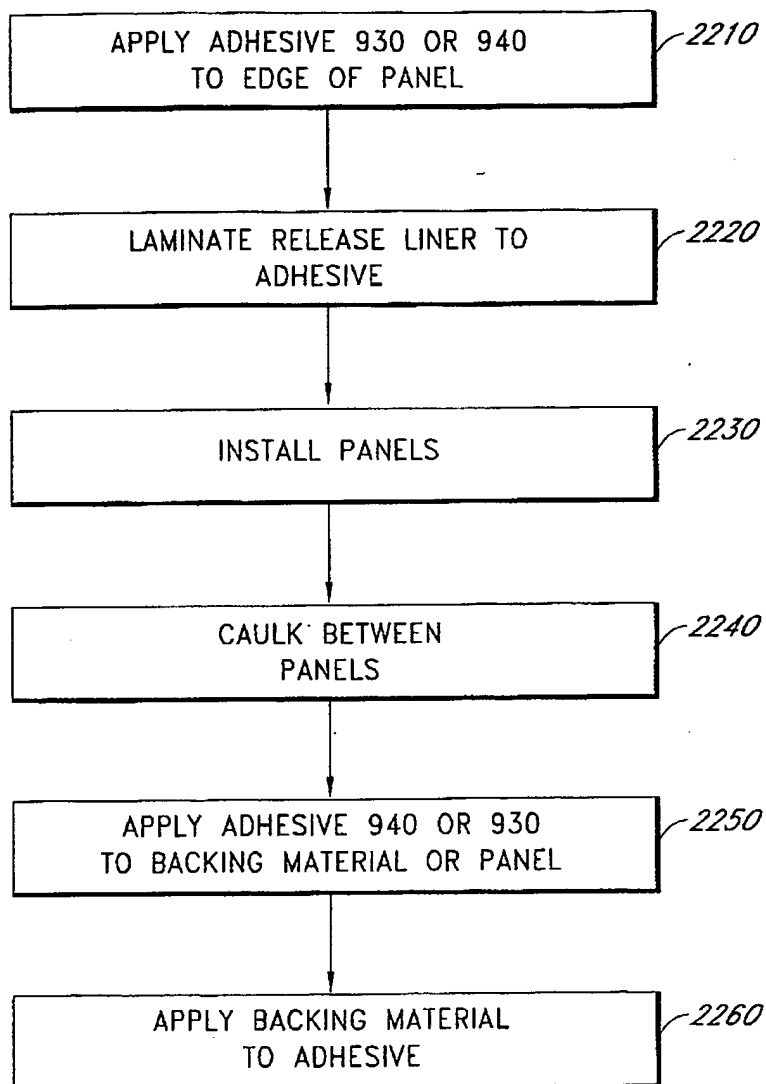 APPLY ADHESIVE 930 OR 940
TO EDGE OF PANEL
2210
LAMINATE RELEASE LINER TO
ADHESIVE
2220
INSTALL PANELS
2230
CAULK BETWEEN
PANELS
2240
APPLY ADHESIVE 940 OR 930
TO BACKING MATERIAL OR PANEL
2250
APPLY BACKING MATERIAL
TO ADHESIVE
2260